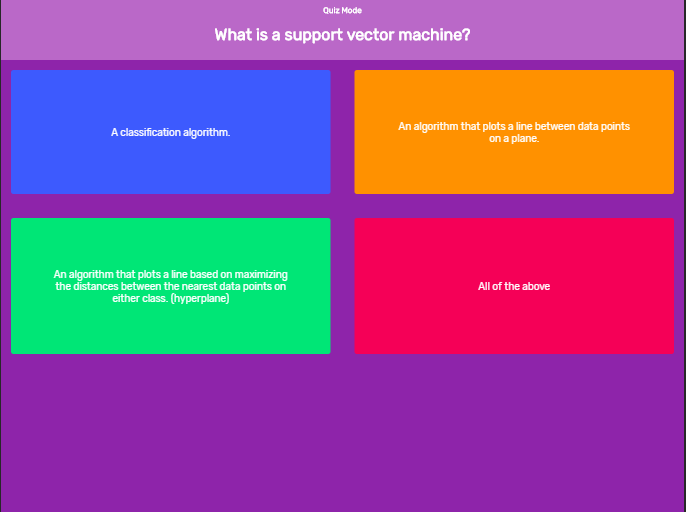 Quiz Mode
What is a support vector machine?
A classification algorithm.
An algorithm that plots a line between data points
on a plane.
An algorithm that plots a line based on maximizing
the distances between the nearest data points on
either class. (hyperplane)
All of the above